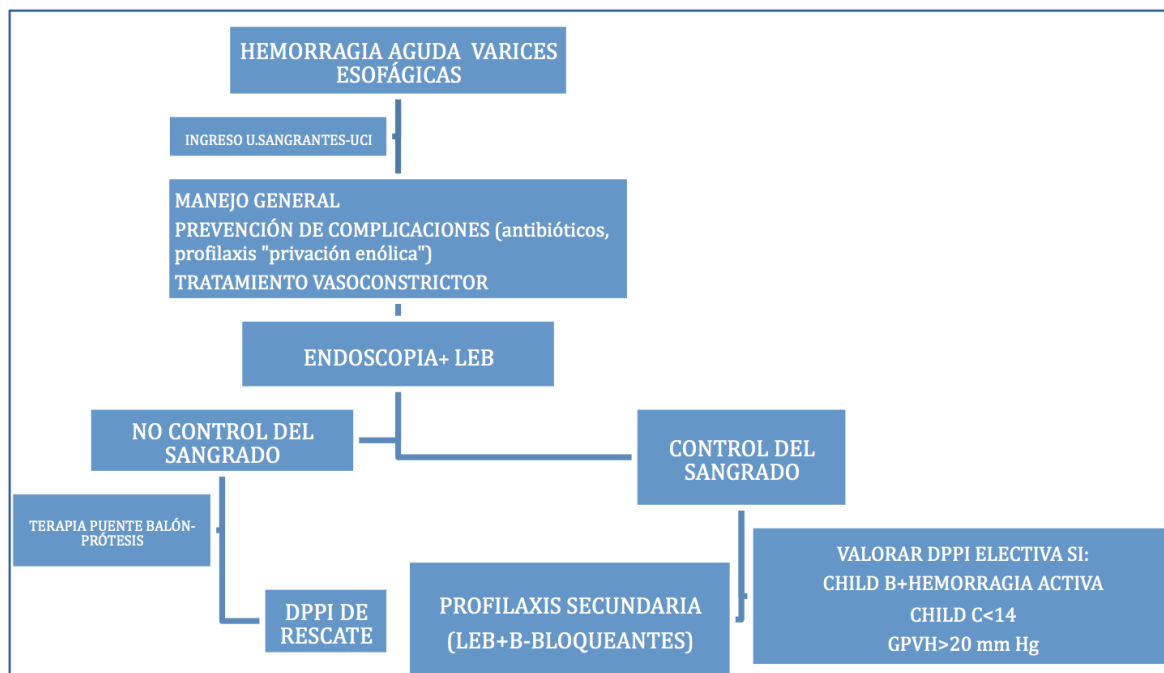 HEMORRAGIA AGUDA VARICES
ESOFÁGICAS
INGRESO U.SANGRANTES-UCI
MANEJO GENERAL
PREVENCIÓN DE COMPLICACIONES (antibióticos,
profilaxis "privación enólica")
TRATAMIENTO VASOCONSTRICTOR
ENDOSCOPIA+ LEB
NO CONTROL DEL
SANGRADO
CONTROL DEL
SANGRADO
TERAPIA PUENTE BALÓN-
PRÓTESIS
DPPI DE
RESCATE
PROFILAXIS SECUNDARIA
(LEB+B-BLOQUEANTES)
VALORAR DPPI ELECTIVA SI:
CHILD B+HEMORRAGIA ACTIVA
CHILD C<14
GPVH>20 mm Hg